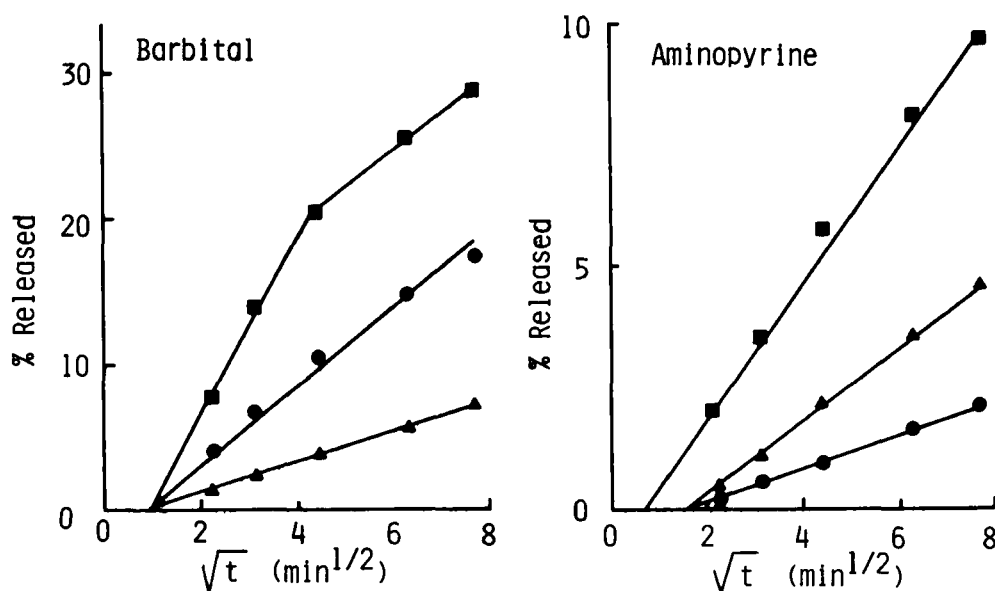 Barbital
30
20
10
0
% Released
0 2 4 6 8
√t (min1/2)
Aminopyrine
10
5
0
% Released
0 2 4 6 8
√t (min1/2)